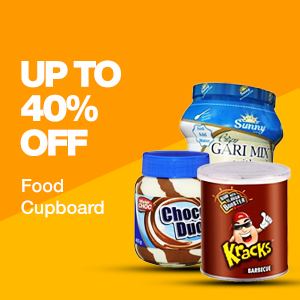 UP TO
40%
OFF
Food
Cupboard
Sunny
GARI MIX
Choco
Duo
Kracks
BARBECUE